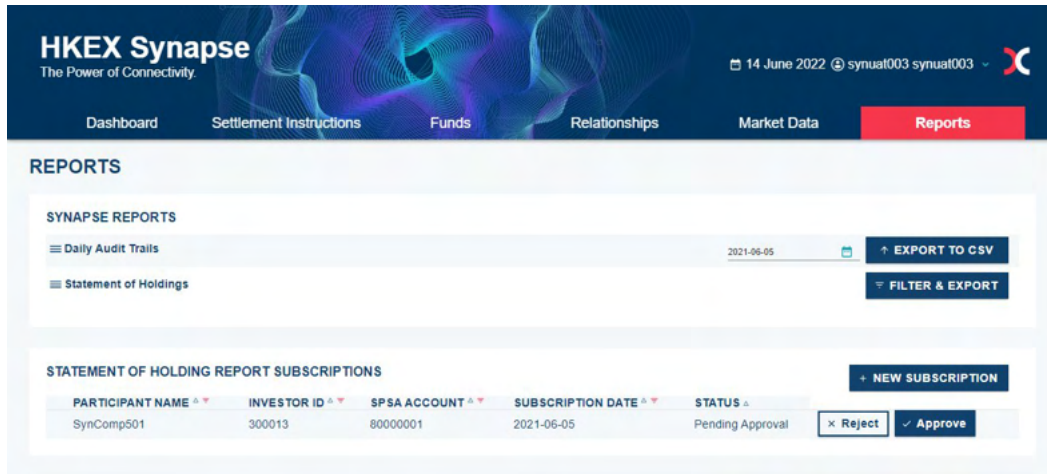 HKEX Synapse
The Power of Connectivity.
14 June 2022 synuat003 synuat003
Dashboard Settlement Instructions Funds Relationships Market Data Reports
REPORTS
SYNAPSE REPORTS
Daily Audit Trails 2021-06-05 EXPORT TO CSV
Statement of Holdings FILTER & EXPORT
STATEMENT OF HOLDING REPORT SUBSCRIPTIONS
+ NEW SUBSCRIPTION
PARTICIPANT NAME INVESTOR ID SPSA ACCOUNT SUBSCRIPTION DATE STATUS
SynComp501 300013 80000001 2021-06-05 Pending Approval × Reject ✓ Approve